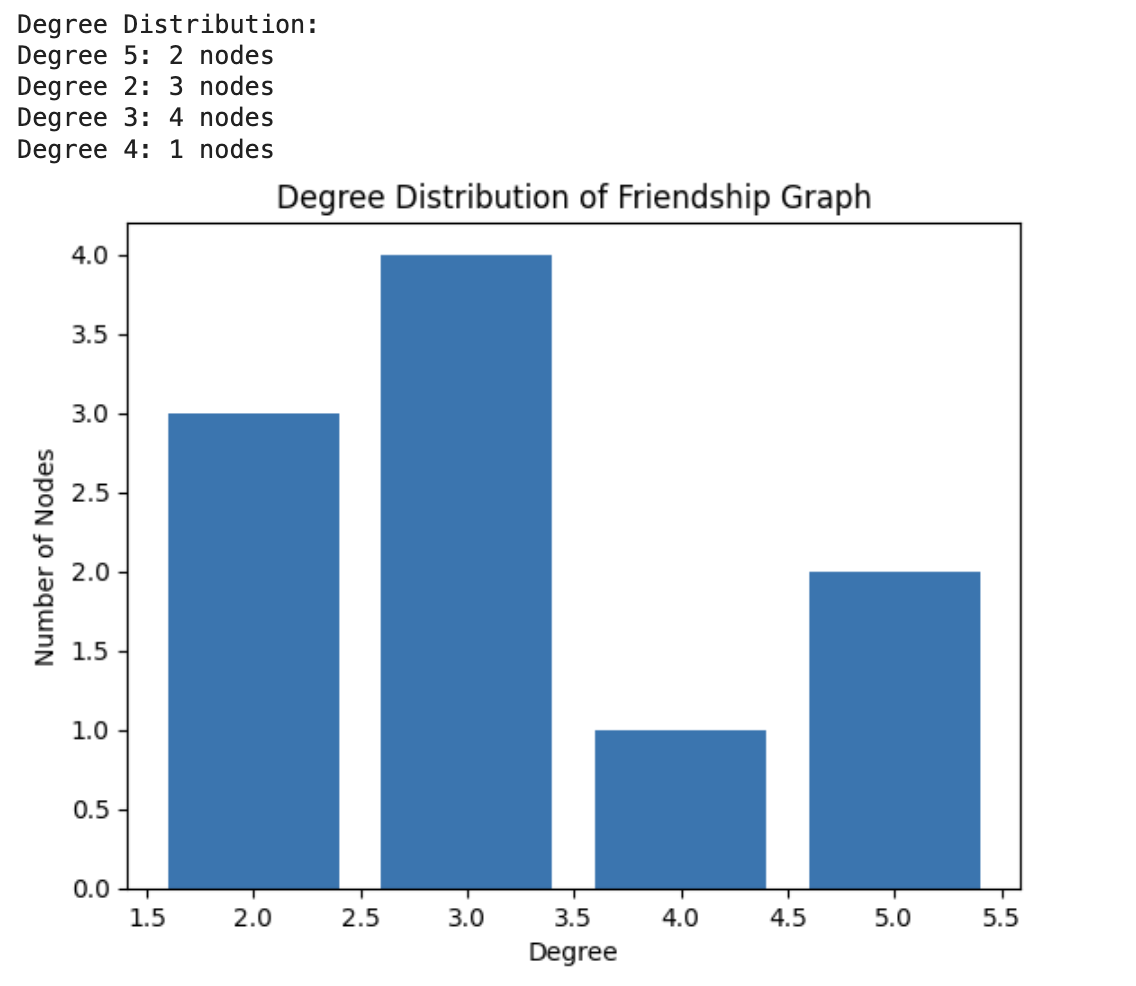 Degree Distribution:
Degree 5: 2 nodes
Degree 2: 3 nodes
Degree 3: 4 nodes
Degree 4: 1 nodes
Degree Distribution of Friendship Graph
4.0
3.5
3.0
2.5
2.0
1.5
1.0
0.5
0.0
Number of Nodes
1.5 2.0 2.5 3.0 3.5 4.0 4.5 5.0 5.5
Degree